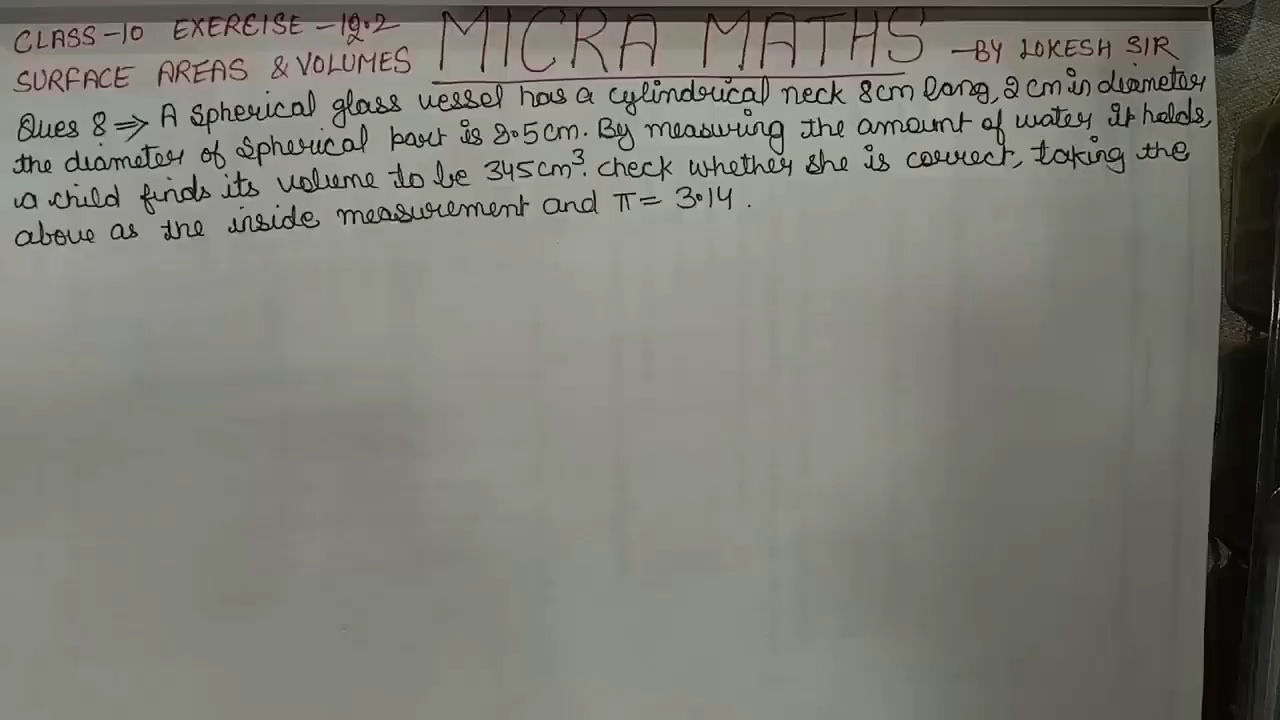 CLASS-10 EXERCISE -12.2 MICRA MATHS -BY LOKESH SIR
SURFACE AREAS & VOLUMES
Ques 8 ⇒ A Spherical glass vessel has a cylindrical neck 8cm long, 2 cm in diameter
the diameter of spherical part is 8.5cm. By measuring the amount of water it holds,
a child finds its volume to be 345cm³. check whether she is correct, taking the
above as the inside measurement and π = 3.14.